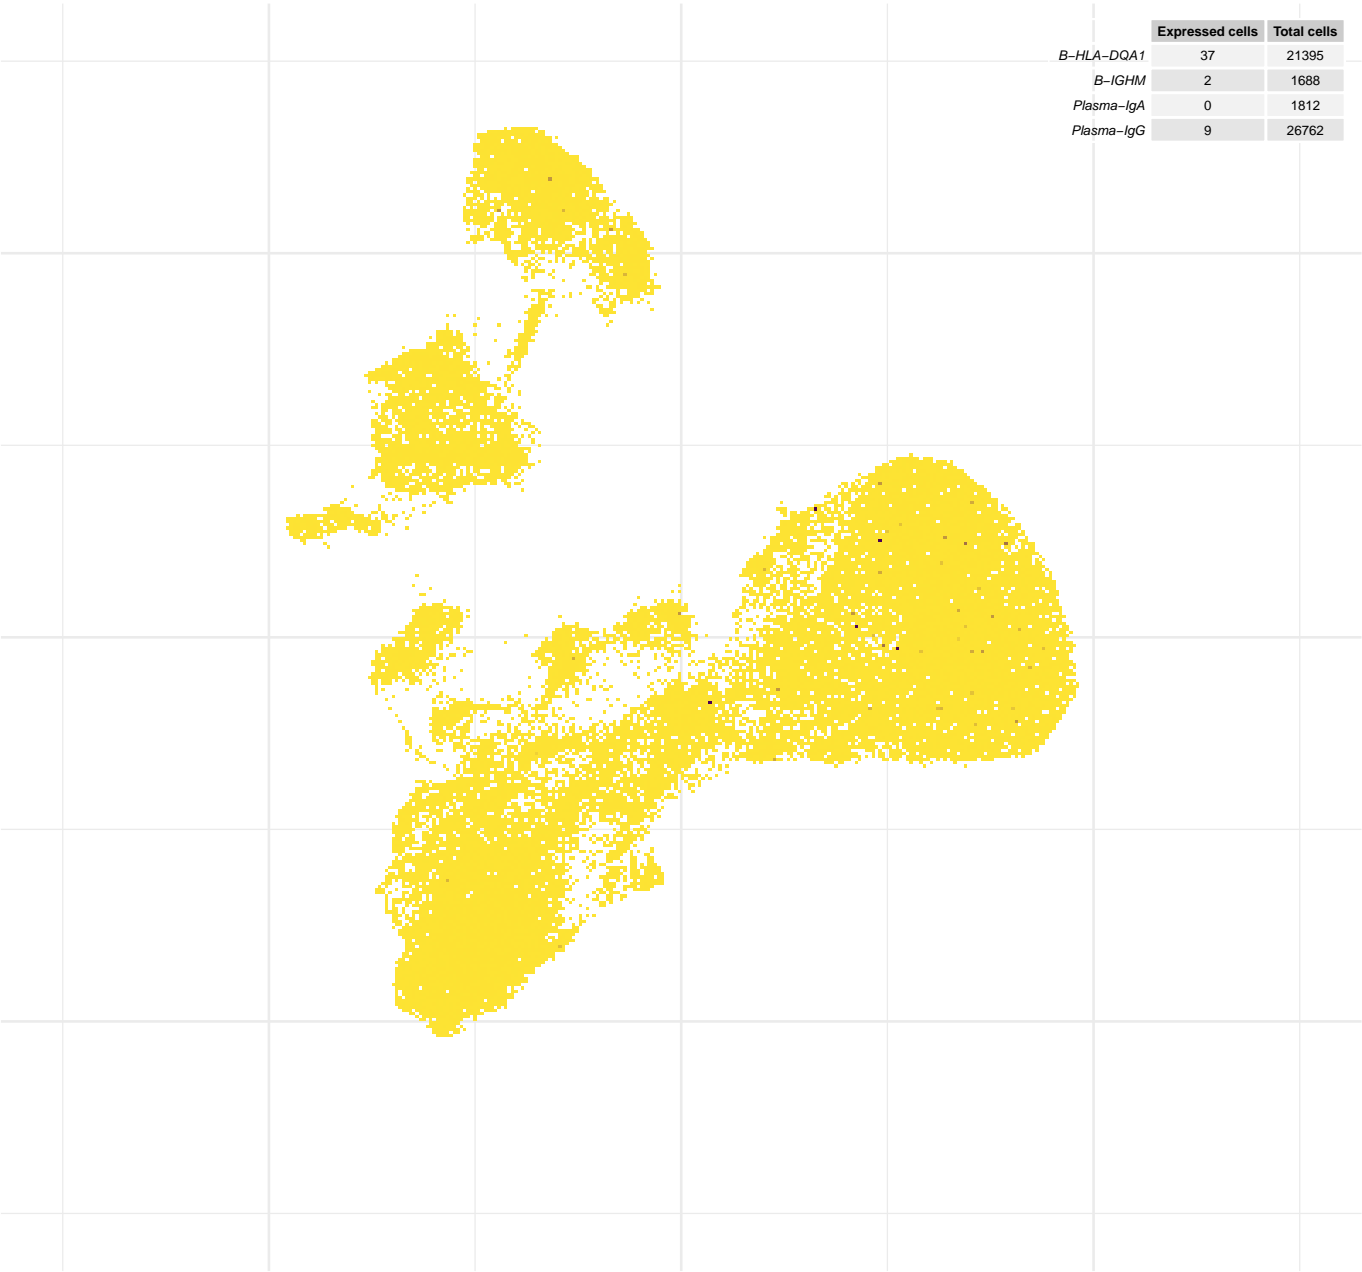 Expressed cells Total cells
B−HLA−DQA1 37 21395
B−IGHM 2 1688
Plasma−IgA 0 1812
Plasma−IgG 9 26762